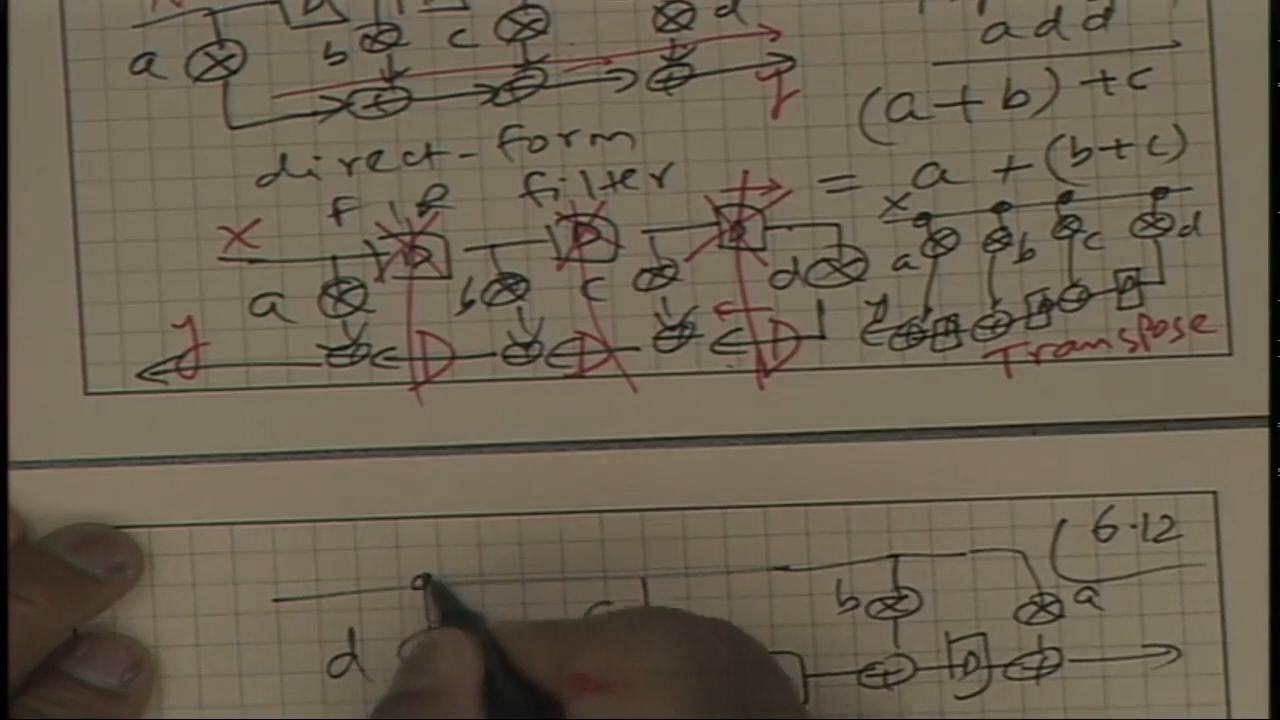 a b c d
add
y
(a+b)+c
direct-form
FIR filter
= a + (b+c)
x
x a b c d
a D b D c D d
y D D D y D D D
Transpose
6.12
b a
d c D